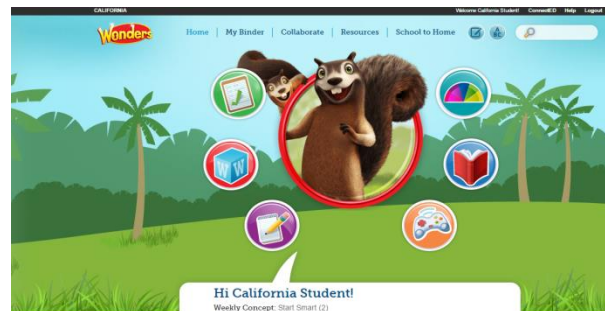 CALIFORNIA
Welcome California Student! ConnectED Help Logout
Wonders
Home | My Binder | Collaborate | Resources | School to Home
W W
Hi California Student!
Weekly Concept: Start Smart (2)